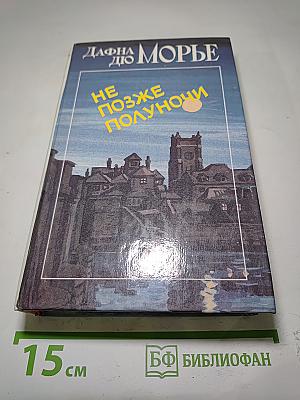 ДАФНА
ДЮ МОРЬЕ
НЕ
ПОЗЖЕ
ПОЛУНОЧИ
15 см
БФ БИБЛИОФАН